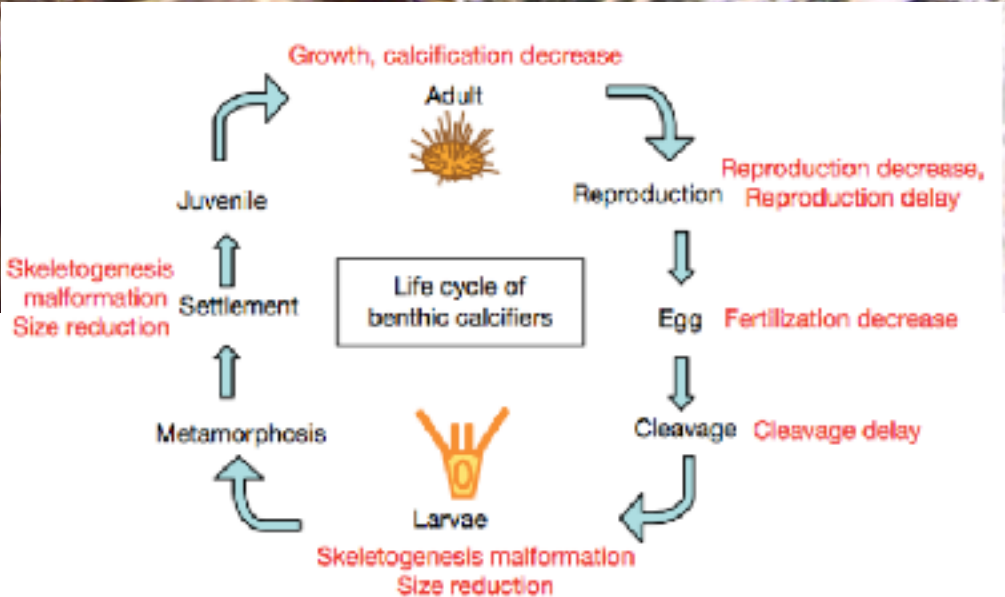 Growth, calcification decrease
Adult
Reproduction
Reproduction decrease,
Reproduction delay
Egg
Fertilization decrease
Cleavage
Cleavage delay
Larvae
Skeletogenesis malformation
Size reduction
Metamorphosis
Settlement
Skeletogenesis
malformation
Size reduction
Juvenile
Life cycle of
benthic calcifiers